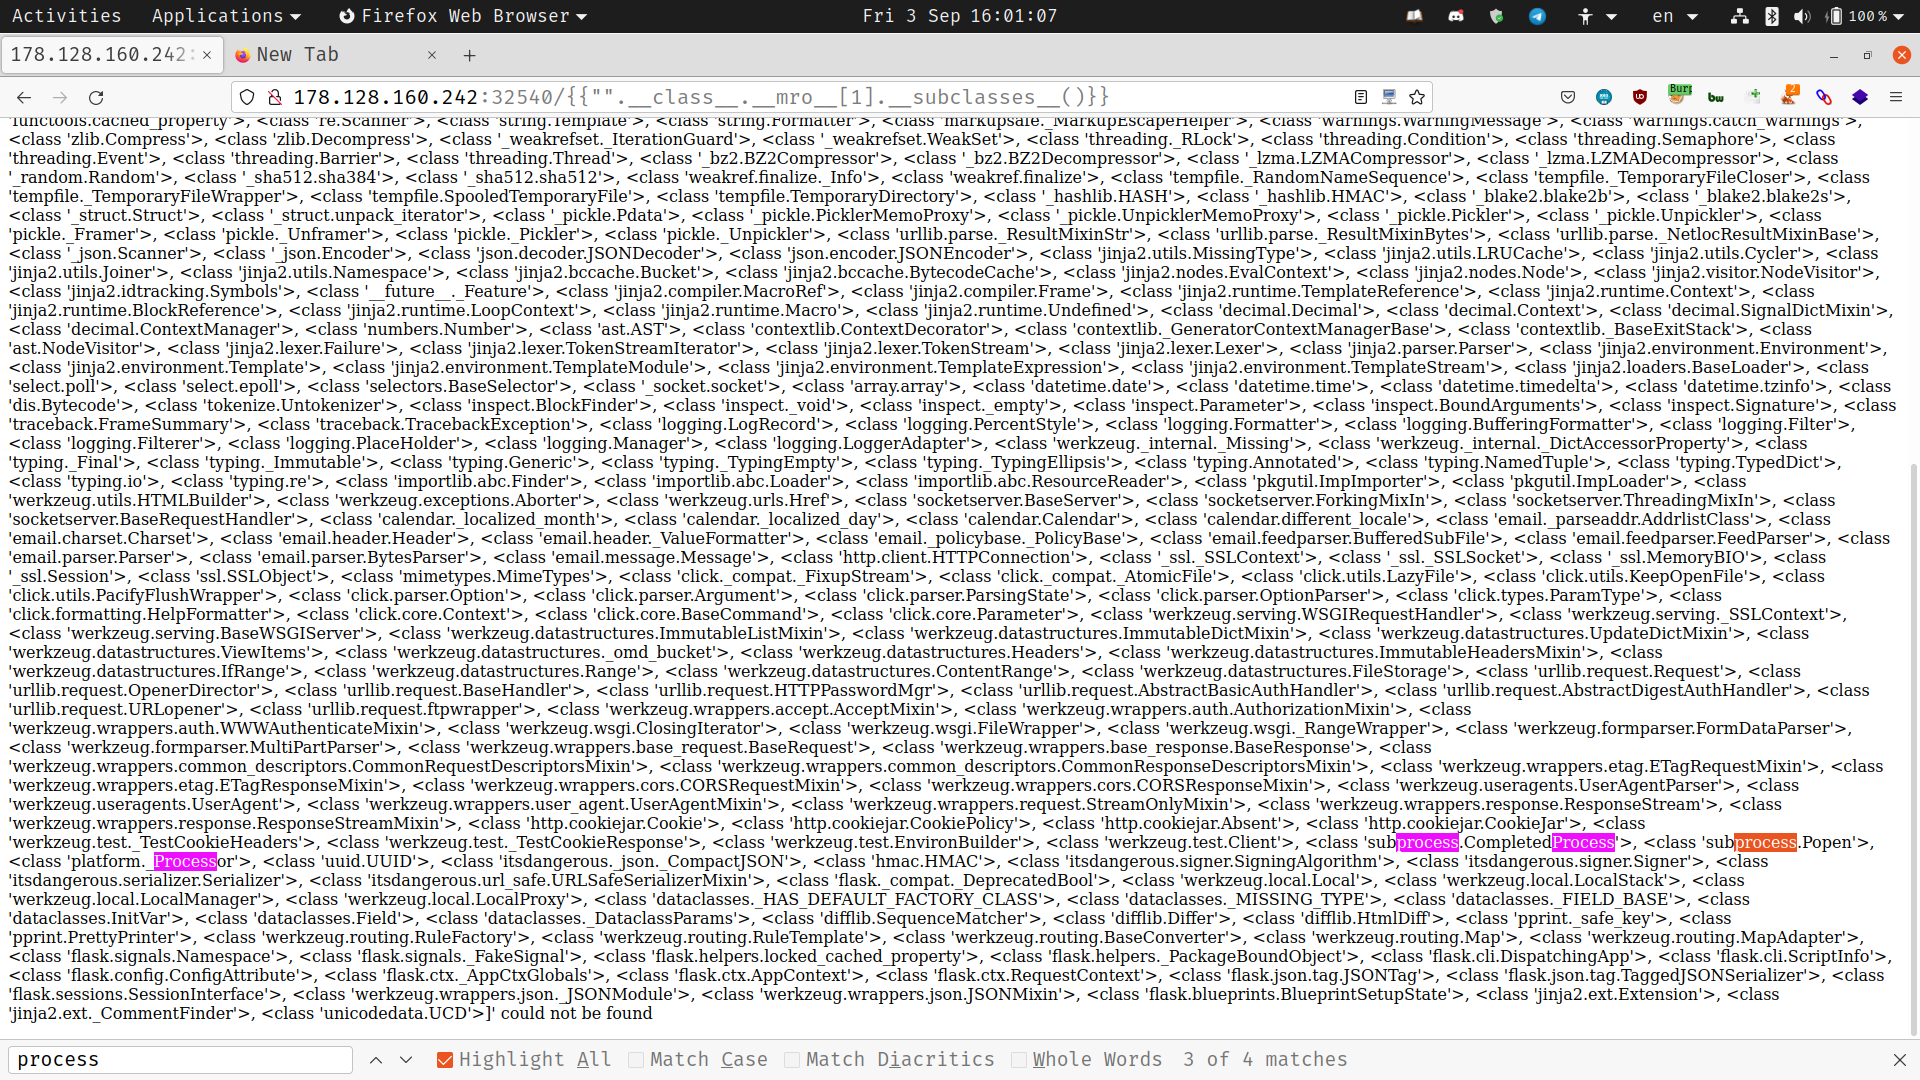 Activities Applications Firefox Web Browser Fri 3 Sep 16:01:07 en 100 %
178.128.160.242: New Tab
178.128.160.242:32540/{{"".__class__.__mro__[1].__subclasses__()}}
'functools.cached_property'>, <class 're.Scanner'>, <class 'string.Template'>, <class 'string.Formatter'>, <class 'markupsafe._MarkupEscapeHelper'>, <class 'warnings.WarningMessage'>, <class 'warnings.catch_warnings'>,
<class 'zlib.Compress'>, <class 'zlib.Decompress'>, <class '_weakrefset._IterationGuard'>, <class '_weakrefset.WeakSet'>, <class 'threading._RLock'>, <class 'threading.Condition'>, <class 'threading.Semaphore'>, <class
'threading.Event'>, <class 'threading.Barrier'>, <class 'threading.Thread'>, <class '_bz2.BZ2Compressor'>, <class '_bz2.BZ2Decompressor'>, <class '_lzma.LZMACompressor'>, <class '_lzma.LZMADecompressor'>, <class
'_random.Random'>, <class '_sha512.sha384'>, <class '_sha512.sha512'>, <class 'weakref.finalize._Info'>, <class 'weakref.finalize'>, <class 'tempfile._RandomNameSequence'>, <class 'tempfile._TemporaryFileCloser'>, <class
'tempfile._TemporaryFileWrapper'>, <class 'tempfile.SpooledTemporaryFile'>, <class 'tempfile.TemporaryDirectory'>, <class '_hashlib.HASH'>, <class '_hashlib.HMAC'>, <class '_blake2.blake2b'>, <class '_blake2.blake2s'>,
<class '_struct.Struct'>, <class '_struct.unpack_iterator'>, <class '_pickle.Pdata'>, <class '_pickle.PicklerMemoProxy'>, <class '_pickle.UnpicklerMemoProxy'>, <class '_pickle.Pickler'>, <class '_pickle.Unpickler'>, <class
'pickle._Framer'>, <class 'pickle._Unframer'>, <class 'pickle._Pickler'>, <class 'pickle._Unpickler'>, <class 'urllib.parse._ResultMixinStr'>, <class 'urllib.parse._ResultMixinBytes'>, <class 'urllib.parse._NetlocResultMixinBase'>,
<class '_json.Scanner'>, <class '_json.Encoder'>, <class 'json.decoder.JSONDecoder'>, <class 'json.encoder.JSONEncoder'>, <class 'jinja2.utils.MissingType'>, <class 'jinja2.utils.LRUCache'>, <class 'jinja2.utils.Cycler'>, <class
'jinja2.utils.Joiner'>, <class 'jinja2.utils.Namespace'>, <class 'jinja2.bccache.Bucket'>, <class 'jinja2.bccache.BytecodeCache'>, <class 'jinja2.nodes.EvalContext'>, <class 'jinja2.nodes.Node'>, <class 'jinja2.visitor.NodeVisitor'>,
<class 'jinja2.idtracking.Symbols'>, <class '__future__._Feature'>, <class 'jinja2.compiler.MacroRef'>, <class 'jinja2.compiler.Frame'>, <class 'jinja2.runtime.TemplateReference'>, <class 'jinja2.runtime.Context'>, <class
'jinja2.runtime.BlockReference'>, <class 'jinja2.runtime.LoopContext'>, <class 'jinja2.runtime.Macro'>, <class 'jinja2.runtime.Undefined'>, <class 'decimal.Decimal'>, <class 'decimal.Context'>, <class 'decimal.SignalDictMixin'>,
<class 'decimal.ContextManager'>, <class 'numbers.Number'>, <class 'ast.AST'>, <class 'contextlib.ContextDecorator'>, <class 'contextlib._GeneratorContextManagerBase'>, <class 'contextlib._BaseExitStack'>, <class
'ast.NodeVisitor'>, <class 'jinja2.lexer.Failure'>, <class 'jinja2.lexer.TokenStreamIterator'>, <class 'jinja2.lexer.TokenStream'>, <class 'jinja2.lexer.Lexer'>, <class 'jinja2.parser.Parser'>, <class 'jinja2.environment.Environment'>,
<class 'jinja2.environment.Template'>, <class 'jinja2.environment.TemplateModule'>, <class 'jinja2.environment.TemplateExpression'>, <class 'jinja2.environment.TemplateStream'>, <class 'jinja2.loaders.BaseLoader'>, <class
'select.poll'>, <class 'select.epoll'>, <class 'selectors.BaseSelector'>, <class '_socket.socket'>, <class 'array.array'>, <class 'datetime.date'>, <class 'datetime.time'>, <class 'datetime.timedelta'>, <class 'datetime.tzinfo'>, <class
'dis.Bytecode'>, <class 'tokenize.Untokenizer'>, <class 'inspect.BlockFinder'>, <class 'inspect._void'>, <class 'inspect._empty'>, <class 'inspect.Parameter'>, <class 'inspect.BoundArguments'>, <class 'inspect.Signature'>, <class
'traceback.FrameSummary'>, <class 'traceback.TracebackException'>, <class 'logging.LogRecord'>, <class 'logging.PercentStyle'>, <class 'logging.Formatter'>, <class 'logging.BufferingFormatter'>, <class 'logging.Filter'>,
<class 'logging.Filterer'>, <class 'logging.PlaceHolder'>, <class 'logging.Manager'>, <class 'logging.LoggerAdapter'>, <class 'werkzeug._internal._Missing'>, <class 'werkzeug._internal._DictAccessorProperty'>, <class
'typing._Final'>, <class 'typing._Immutable'>, <class 'typing.Generic'>, <class 'typing._TypingEmpty'>, <class 'typing._TypingEllipsis'>, <class 'typing.Annotated'>, <class 'typing.NamedTuple'>, <class 'typing.TypedDict'>,
<class 'typing.io'>, <class 'typing.re'>, <class 'importlib.abc.Finder'>, <class 'importlib.abc.Loader'>, <class 'importlib.abc.ResourceReader'>, <class 'pkgutil.ImpImporter'>, <class 'pkgutil.ImpLoader'>, <class
'werkzeug.utils.HTMLBuilder'>, <class 'werkzeug.exceptions.Aborter'>, <class 'werkzeug.urls.Href'>, <class 'socketserver.BaseServer'>, <class 'socketserver.ForkingMixIn'>, <class 'socketserver.ThreadingMixIn'>, <class
'socketserver.BaseRequestHandler'>, <class 'calendar._localized_month'>, <class 'calendar._localized_day'>, <class 'calendar.Calendar'>, <class 'calendar.different_locale'>, <class 'email._parseaddr.AddrlistClass'>, <class
'email.charset.Charset'>, <class 'email.header.Header'>, <class 'email.header._ValueFormatter'>, <class 'email._policybase._PolicyBase'>, <class 'email.feedparser.BufferedSubFile'>, <class 'email.feedparser.FeedParser'>, <class
'email.parser.Parser'>, <class 'email.parser.BytesParser'>, <class 'email.message.Message'>, <class 'http.client.HTTPConnection'>, <class '_ssl._SSLContext'>, <class '_ssl._SSLSocket'>, <class '_ssl.MemoryBIO'>, <class
'_ssl.Session'>, <class 'ssl.SSLObject'>, <class 'mimetypes.MimeTypes'>, <class 'click._compat._FixupStream'>, <class 'click._compat._AtomicFile'>, <class 'click.utils.LazyFile'>, <class 'click.utils.KeepOpenFile'>, <class
'click.utils.PacifyFlushWrapper'>, <class 'click.parser.Option'>, <class 'click.parser.Argument'>, <class 'click.parser.ParsingState'>, <class 'click.parser.OptionParser'>, <class 'click.types.ParamType'>, <class
'click.formatting.HelpFormatter'>, <class 'click.core.Context'>, <class 'click.core.BaseCommand'>, <class 'click.core.Parameter'>, <class 'werkzeug.serving.WSGIRequestHandler'>, <class 'werkzeug.serving._SSLContext'>,
<class 'werkzeug.serving.BaseWSGIServer'>, <class 'werkzeug.datastructures.ImmutableListMixin'>, <class 'werkzeug.datastructures.ImmutableDictMixin'>, <class 'werkzeug.datastructures.UpdateDictMixin'>, <class
'werkzeug.datastructures.ViewItems'>, <class 'werkzeug.datastructures._omd_bucket'>, <class 'werkzeug.datastructures.Headers'>, <class 'werkzeug.datastructures.ImmutableHeadersMixin'>, <class
'werkzeug.datastructures.IfRange'>, <class 'werkzeug.datastructures.Range'>, <class 'werkzeug.datastructures.ContentRange'>, <class 'werkzeug.datastructures.FileStorage'>, <class 'urllib.request.Request'>, <class
'urllib.request.OpenerDirector'>, <class 'urllib.request.BaseHandler'>, <class 'urllib.request.HTTPPasswordMgr'>, <class 'urllib.request.AbstractBasicAuthHandler'>, <class 'urllib.request.AbstractDigestAuthHandler'>, <class
'urllib.request.URLopener'>, <class 'urllib.request.ftpwrapper'>, <class 'werkzeug.wrappers.accept.AcceptMixin'>, <class 'werkzeug.wrappers.auth.AuthorizationMixin'>, <class
'werkzeug.wrappers.auth.WWWAuthenticateMixin'>, <class 'werkzeug.wsgi.ClosingIterator'>, <class 'werkzeug.wsgi.FileWrapper'>, <class 'werkzeug.wsgi._RangeWrapper'>, <class 'werkzeug.formparser.FormDataParser'>,
<class 'werkzeug.formparser.MultiPartParser'>, <class 'werkzeug.wrappers.base_request.BaseRequest'>, <class 'werkzeug.wrappers.base_response.BaseResponse'>, <class
'werkzeug.wrappers.common_descriptors.CommonRequestDescriptorsMixin'>, <class 'werkzeug.wrappers.common_descriptors.CommonResponseDescriptorsMixin'>, <class 'werkzeug.wrappers.etag.ETagRequestMixin'>, <class
'werkzeug.wrappers.etag.ETagResponseMixin'>, <class 'werkzeug.wrappers.cors.CORSRequestMixin'>, <class 'werkzeug.wrappers.cors.CORSResponseMixin'>, <class 'werkzeug.useragents.UserAgentParser'>, <class
'werkzeug.useragents.UserAgent'>, <class 'werkzeug.wrappers.user_agent.UserAgentMixin'>, <class 'werkzeug.wrappers.request.StreamOnlyMixin'>, <class 'werkzeug.wrappers.response.ResponseStream'>, <class
'werkzeug.wrappers.response.ResponseStreamMixin'>, <class 'http.cookiejar.Cookie'>, <class 'http.cookiejar.CookiePolicy'>, <class 'http.cookiejar.Absent'>, <class 'http.cookiejar.CookieJar'>, <class
'werkzeug.test._TestCookieHeaders'>, <class 'werkzeug.test._TestCookieResponse'>, <class 'werkzeug.test.EnvironBuilder'>, <class 'werkzeug.test.Client'>, <class 'subprocess.CompletedProcess'>, <class 'subprocess.Popen'>,
<class 'platform._Processor'>, <class 'uuid.UUID'>, <class 'itsdangerous._json._CompactJSON'>, <class 'hmac.HMAC'>, <class 'itsdangerous.signer.SigningAlgorithm'>, <class 'itsdangerous.signer.Signer'>, <class
'itsdangerous.serializer.Serializer'>, <class 'itsdangerous.url_safe.URLSafeSerializerMixin'>, <class 'flask._compat._DeprecatedBool'>, <class 'werkzeug.local.Local'>, <class 'werkzeug.local.LocalStack'>, <class
'werkzeug.local.LocalManager'>, <class 'werkzeug.local.LocalProxy'>, <class 'dataclasses._HAS_DEFAULT_FACTORY_CLASS'>, <class 'dataclasses._MISSING_TYPE'>, <class 'dataclasses._FIELD_BASE'>, <class
'dataclasses.InitVar'>, <class 'dataclasses.Field'>, <class 'dataclasses._DataclassParams'>, <class 'difflib.SequenceMatcher'>, <class 'difflib.Differ'>, <class 'difflib.HtmlDiff'>, <class 'pprint._safe_key'>, <class
'pprint.PrettyPrinter'>, <class 'werkzeug.routing.RuleFactory'>, <class 'werkzeug.routing.RuleTemplate'>, <class 'werkzeug.routing.BaseConverter'>, <class 'werkzeug.routing.Map'>, <class 'werkzeug.routing.MapAdapter'>,
<class 'flask.signals.Namespace'>, <class 'flask.signals._FakeSignal'>, <class 'flask.helpers.locked_cached_property'>, <class 'flask.helpers._PackageBoundObject'>, <class 'flask.cli.DispatchingApp'>, <class 'flask.cli.ScriptInfo'>,
<class 'flask.config.ConfigAttribute'>, <class 'flask.ctx._AppCtxGlobals'>, <class 'flask.ctx.AppContext'>, <class 'flask.ctx.RequestContext'>, <class 'flask.json.tag.JSONTag'>, <class 'flask.json.tag.TaggedJSONSerializer'>, <class
'flask.sessions.SessionInterface'>, <class 'werkzeug.wrappers.json._JSONModule'>, <class 'werkzeug.wrappers.json.JSONMixin'>, <class 'flask.blueprints.BlueprintSetupState'>, <class 'jinja2.ext.Extension'>, <class
'jinja2.ext._CommentFinder'>, <class 'unicodedata.UCD'>]' could not be found
process Highlight All Match Case Match Diacritics Whole Words 3 of 4 matches